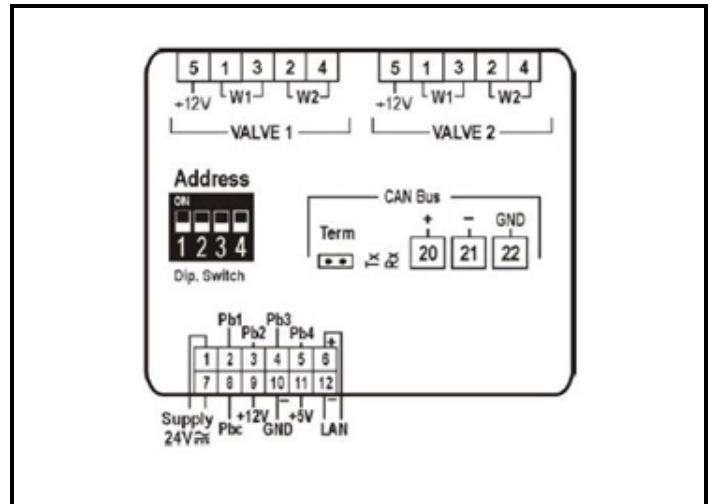 5 1 3 2 4 5 1 3 2 4
+12V W1 W2 +12V W1 W2
VALVE 1 VALVE 2
Address
ON
1 2 3 4
Dip. Switch
CAN Bus
+ − GND
Term
Tx
Rx
20 21 22
Pb1 Pb3
Pb2 Pb4 +
1 2 3 4 5 6
7 8 9 10 11 12
− −
Supply +12V +5V
24V Pbc GND LAN